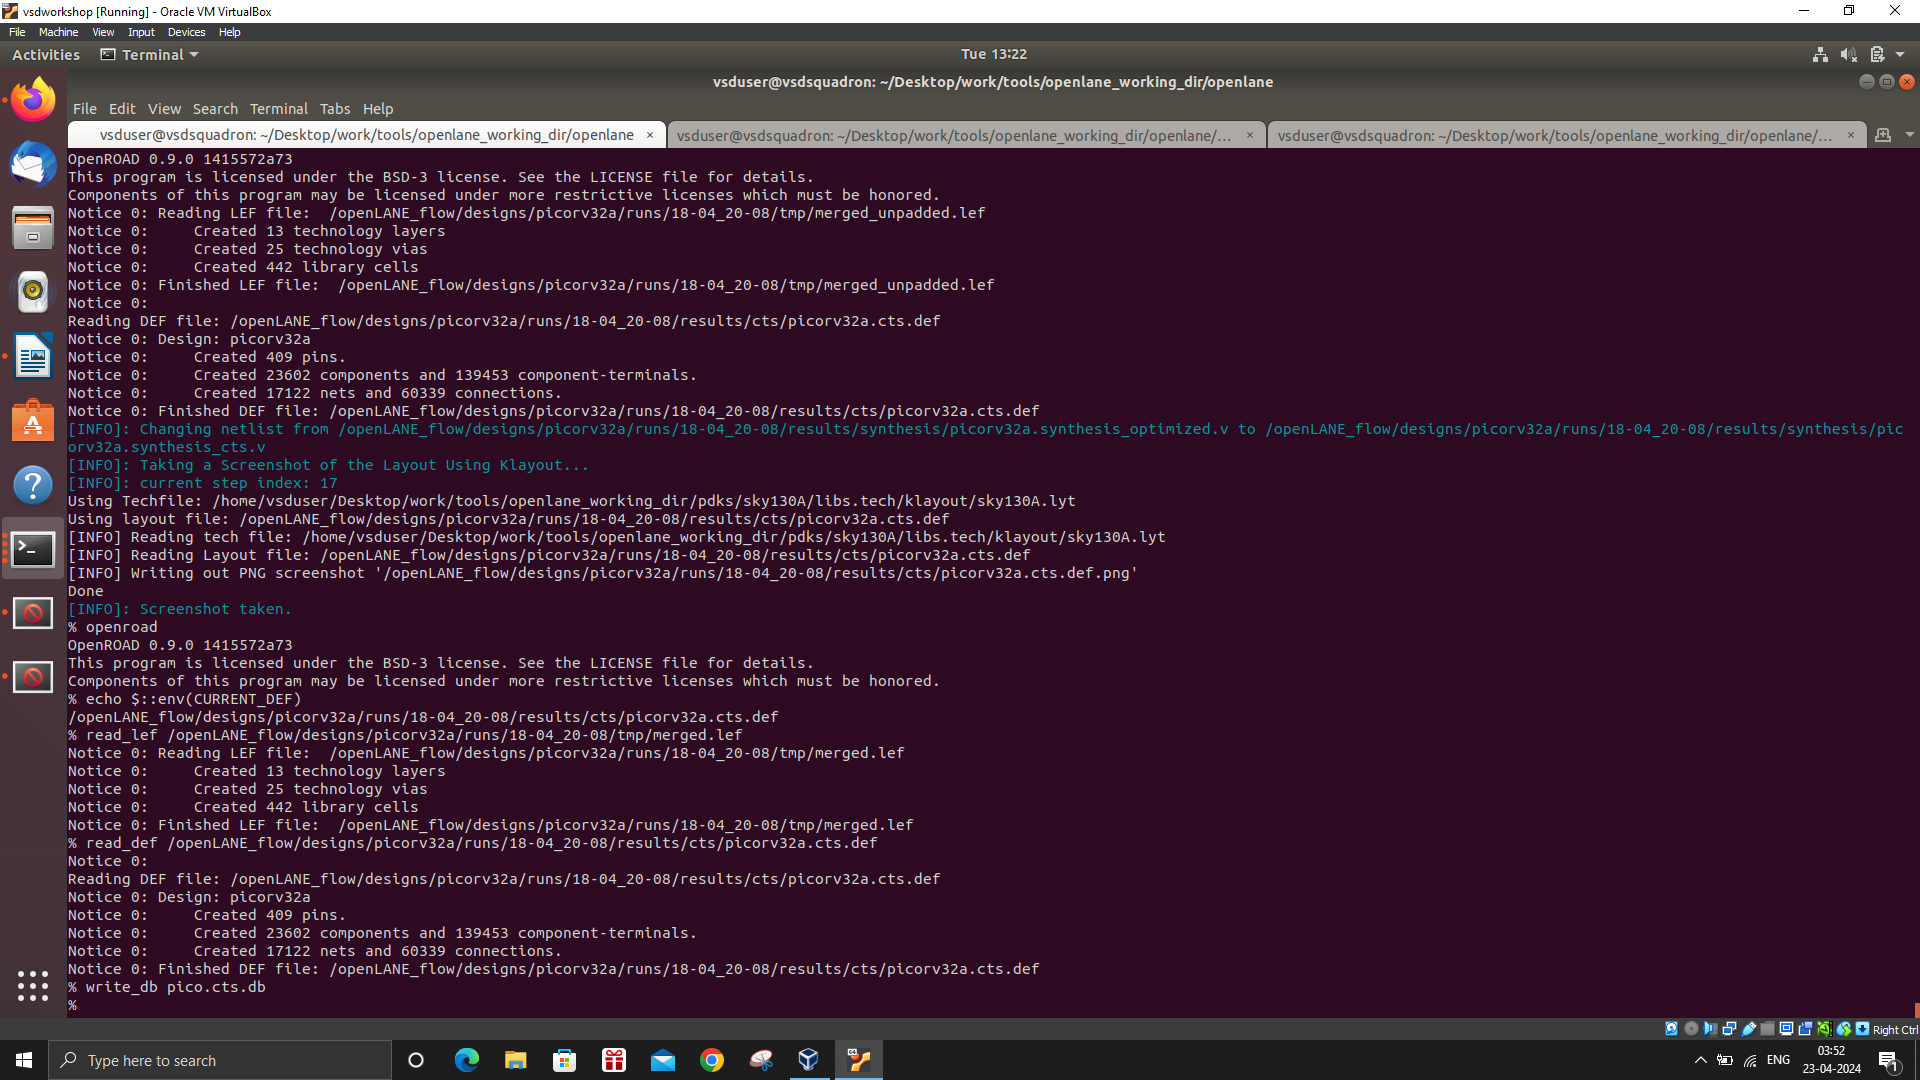 vsdworkshop [Running] - Oracle VM VirtualBox
File Machine View Input Devices Help
Activities Terminal Tue 13:22
vsduser@vsdsquadron: ~/Desktop/work/tools/openlane_working_dir/openlane
File Edit View Search Terminal Tabs Help
vsduser@vsdsquadron: ~/Desktop/work/tools/openlane_working_dir/openlane × vsduser@vsdsquadron: ~/Desktop/work/tools/openlane_working_dir/openlane/... × vsduser@vsdsquadron: ~/Desktop/work/tools/openlane_working_dir/openlane/... ×
OpenROAD 0.9.0 1415572a73
This program is licensed under the BSD-3 license. See the LICENSE file for details.
Components of this program may be licensed under more restrictive licenses which must be honored.
Notice 0: Reading LEF file:  /openLANE_flow/designs/picorv32a/runs/18-04_20-08/tmp/merged_unpadded.lef
Notice 0:     Created 13 technology layers
Notice 0:     Created 25 technology vias
Notice 0:     Created 442 library cells
Notice 0: Finished LEF file:  /openLANE_flow/designs/picorv32a/runs/18-04_20-08/tmp/merged_unpadded.lef
Notice 0:
Reading DEF file: /openLANE_flow/designs/picorv32a/runs/18-04_20-08/results/cts/picorv32a.cts.def
Notice 0: Design: picorv32a
Notice 0:     Created 409 pins.
Notice 0:     Created 23602 components and 139453 component-terminals.
Notice 0:     Created 17122 nets and 60339 connections.
Notice 0: Finished DEF file: /openLANE_flow/designs/picorv32a/runs/18-04_20-08/results/cts/picorv32a.cts.def
[INFO]: Changing netlist from /openLANE_flow/designs/picorv32a/runs/18-04_20-08/results/synthesis/picorv32a.synthesis_optimized.v to /openLANE_flow/designs/picorv32a/runs/18-04_20-08/results/synthesis/pic
orv32a.synthesis_cts.v
[INFO]: Taking a Screenshot of the Layout Using Klayout...
[INFO]: current step index: 17
Using Techfile: /home/vsduser/Desktop/work/tools/openlane_working_dir/pdks/sky130A/libs.tech/klayout/sky130A.lyt
Using layout file: /openLANE_flow/designs/picorv32a/runs/18-04_20-08/results/cts/picorv32a.cts.def
[INFO] Reading tech file: /home/vsduser/Desktop/work/tools/openlane_working_dir/pdks/sky130A/libs.tech/klayout/sky130A.lyt
[INFO] Reading Layout file: /openLANE_flow/designs/picorv32a/runs/18-04_20-08/results/cts/picorv32a.cts.def
[INFO] Writing out PNG screenshot '/openLANE_flow/designs/picorv32a/runs/18-04_20-08/results/cts/picorv32a.cts.def.png'
Done
[INFO]: Screenshot taken.
% openroad
OpenROAD 0.9.0 1415572a73
This program is licensed under the BSD-3 license. See the LICENSE file for details.
Components of this program may be licensed under more restrictive licenses which must be honored.
% echo $::env(CURRENT_DEF)
/openLANE_flow/designs/picorv32a/runs/18-04_20-08/results/cts/picorv32a.cts.def
% read_lef /openLANE_flow/designs/picorv32a/runs/18-04_20-08/tmp/merged.lef
Notice 0: Reading LEF file:  /openLANE_flow/designs/picorv32a/runs/18-04_20-08/tmp/merged.lef
Notice 0:     Created 13 technology layers
Notice 0:     Created 25 technology vias
Notice 0:     Created 442 library cells
Notice 0: Finished LEF file:  /openLANE_flow/designs/picorv32a/runs/18-04_20-08/tmp/merged.lef
% read_def /openLANE_flow/designs/picorv32a/runs/18-04_20-08/results/cts/picorv32a.cts.def
Notice 0:
Reading DEF file: /openLANE_flow/designs/picorv32a/runs/18-04_20-08/results/cts/picorv32a.cts.def
Notice 0: Design: picorv32a
Notice 0:     Created 409 pins.
Notice 0:     Created 23602 components and 139453 component-terminals.
Notice 0:     Created 17122 nets and 60339 connections.
Notice 0: Finished DEF file: /openLANE_flow/designs/picorv32a/runs/18-04_20-08/results/cts/picorv32a.cts.def
% write_db pico.cts.db
%
Right Ctrl
Type here to search
ENG
03:52
23-04-2024
1